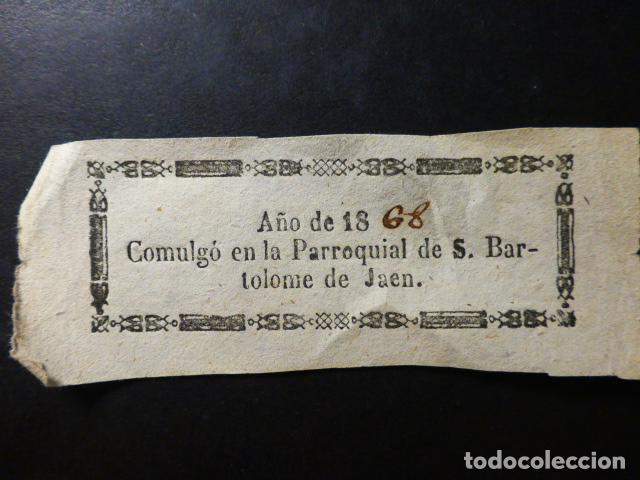 Año de 1868
Comulgó en la Parroquial de S. Bar-
tolome de Jaen.
todocoleccion